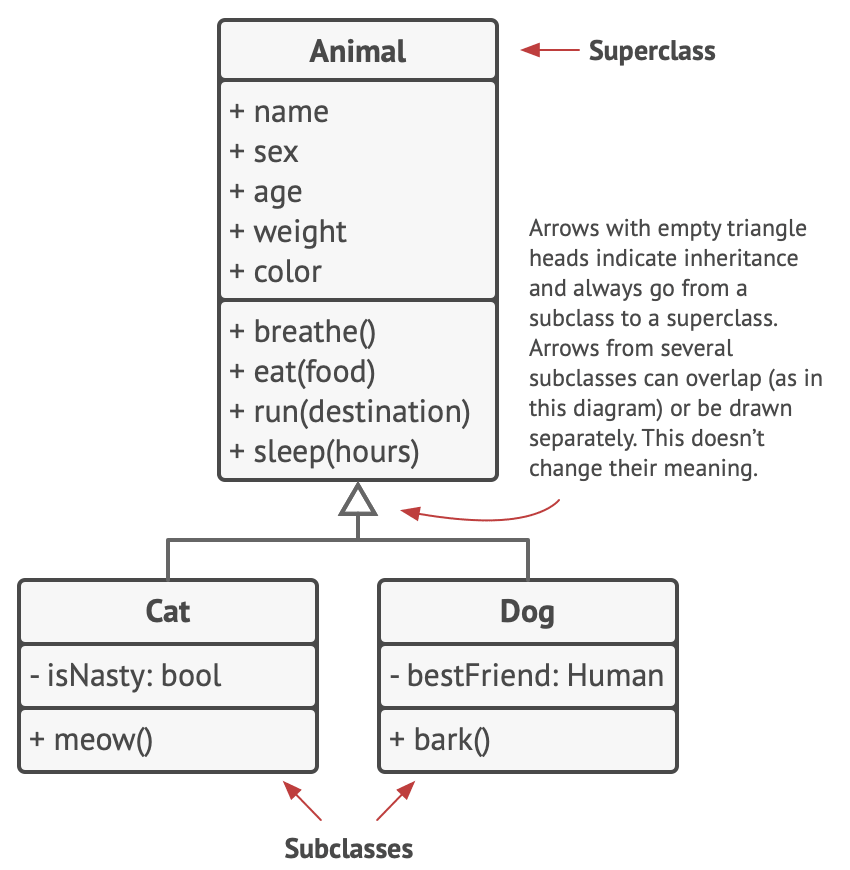 Animal
Superclass
+ name
+ sex
+ age
+ weight
+ color
+ breathe()
+ eat(food)
+ run(destination)
+ sleep(hours)
Arrows with empty triangle
heads indicate inheritance
and always go from a
subclass to a superclass.
Arrows from several
subclasses can overlap (as in
this diagram) or be drawn
separately. This doesn’t
change their meaning.
Cat
- isNasty: bool
+ meow()
Dog
- bestFriend: Human
+ bark()
Subclasses